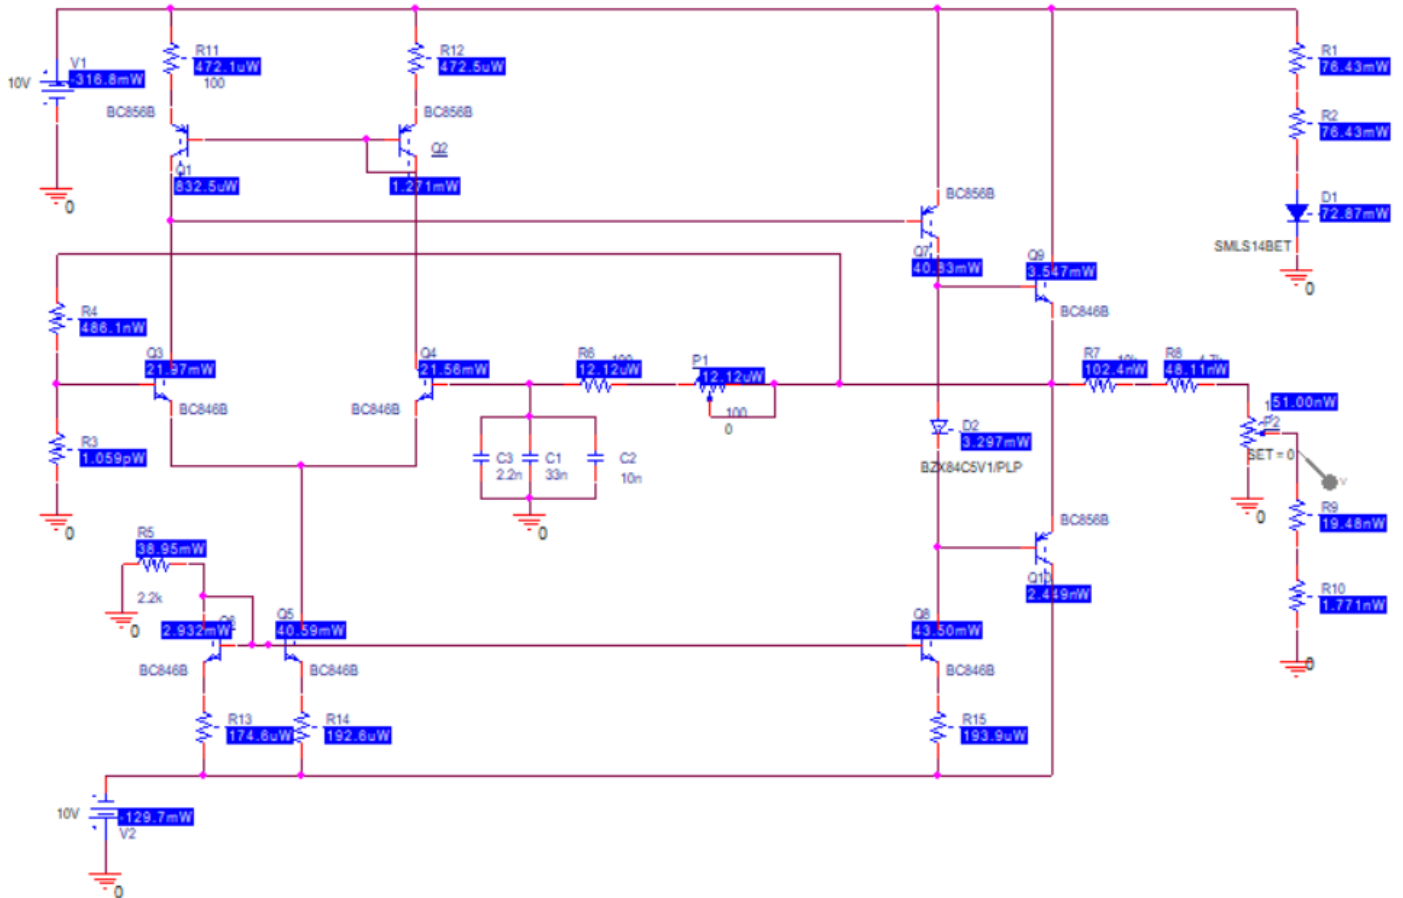 R11
472.1uW
100
R12
472.5uW
R1
76.43mW
V1
-316.8mW
10V
BC856B
BC856B
R2
76.43mW
Q2
Q1
832.5uW
1.271mW
0
BC856B
D1
72.87mW
SMLS14BET
0
Q7
40.83mW
Q9
3.547mW
BC846B
R4
486.1nW
Q3
21.97mW
Q4
21.56mW
R6
12.12uW
P1
12.12uW
R7
102.4nW
R8
48.11nW
BC846B
BC846B
100
0
51.00nW
P2
SET = 0
V
R3
1.059pW
C3
2.2n
C1
33n
C2
10n
D2
3.297mW
BZX84C5V1/PLP
0
0
0
R5
38.95mW
2.2k
0
BC856B
R9
19.48nW
Q10
2.449nW
R10
1.771nW
0
2.932mW
Q5
40.59mW
Q8
43.50mW
BC846B
BC846B
BC846B
R13
174.6uW
R14
192.6uW
R15
193.9uW
10V
-129.7mW
V2
0